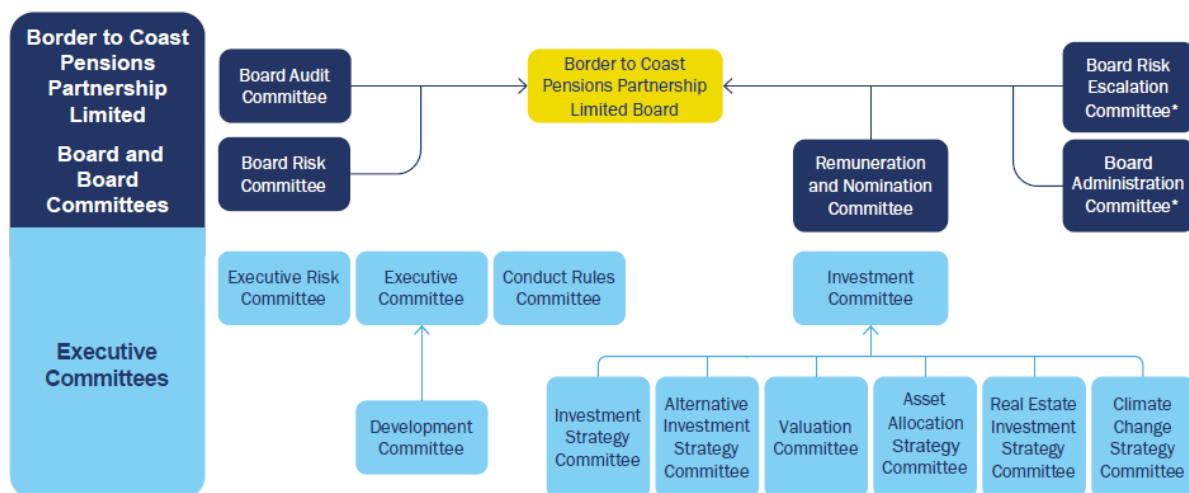 Border to Coast
Pensions
Partnership
Limited
Board and
Board
Committees
Board Audit
Committee
Border to Coast
Pensions Partnership
Limited Board
Board Risk
Escalation
Committee*
Board Risk
Committee
Remuneration
and Nomination
Committee
Board
Administration
Committee*
Executive
Committees
Executive Risk
Committee
Executive
Committee
Conduct Rules
Committee
Investment
Committee
Development
Committee
Investment
Strategy
Committee
Alternative
Investment
Strategy
Committee
Valuation
Committee
Asset
Allocation
Strategy
Committee
Real Estate
Investment
Strategy
Committee
Climate
Change
Strategy
Committee